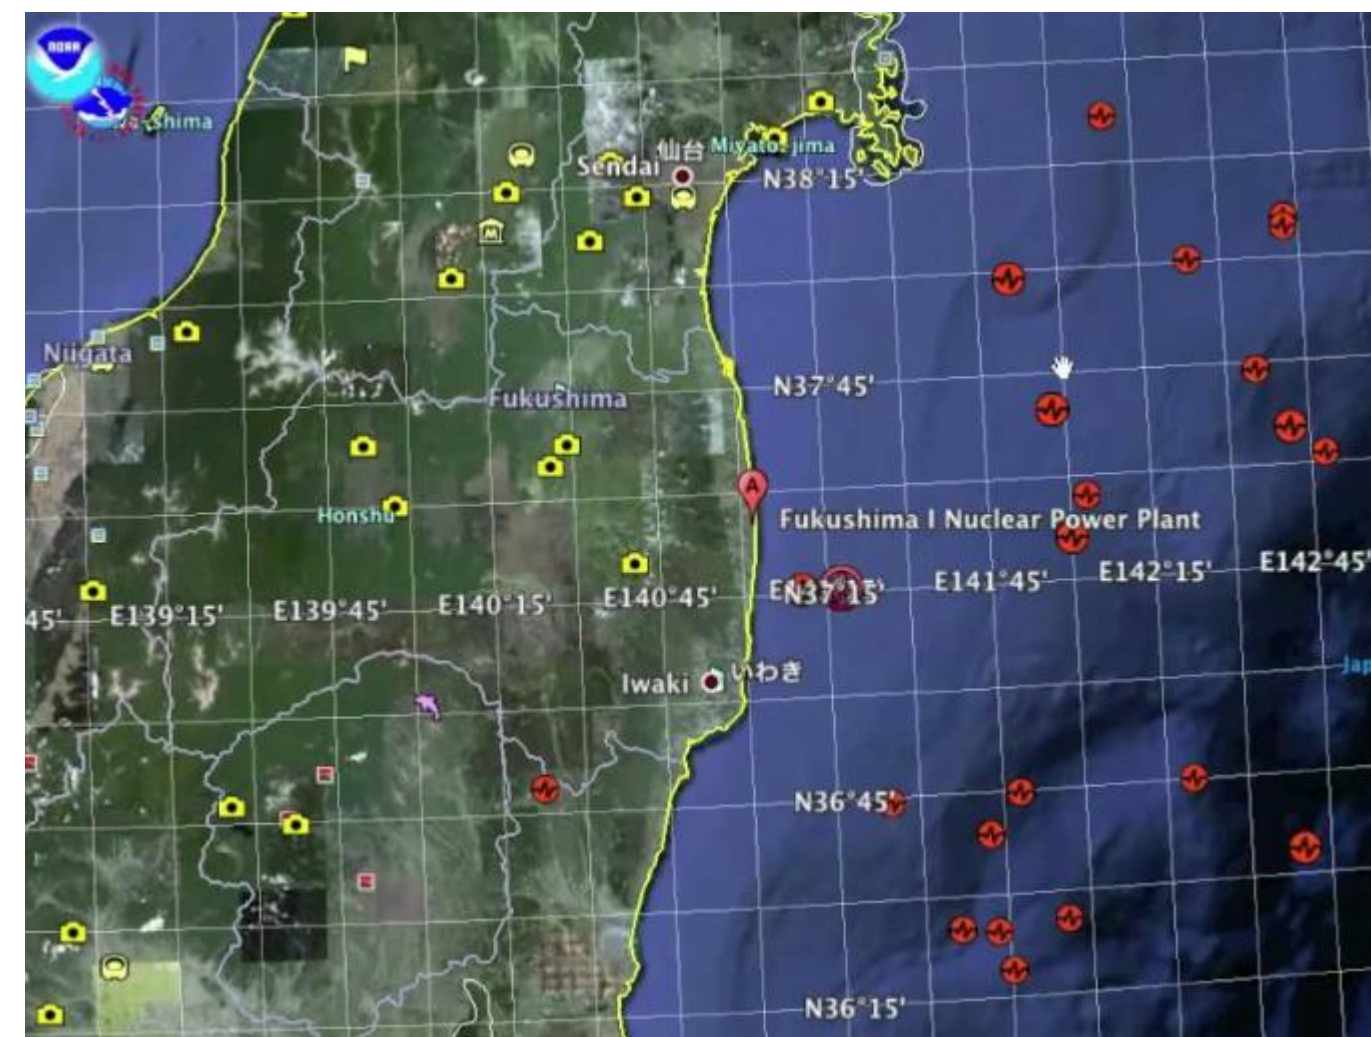 NOAA
仙台
Miyato-jima
Sendai
N38°15'
Niigata
N37°45'
Fukushima
A
Honshu
Fukushima I Nuclear Power Plant
E142°45'
E142°15'
E141°45'
N37°15'
E140°45'
E140°15'
E139°45'
E139°15'
45'
いわき
Iwaki
N36°45'
N36°15'